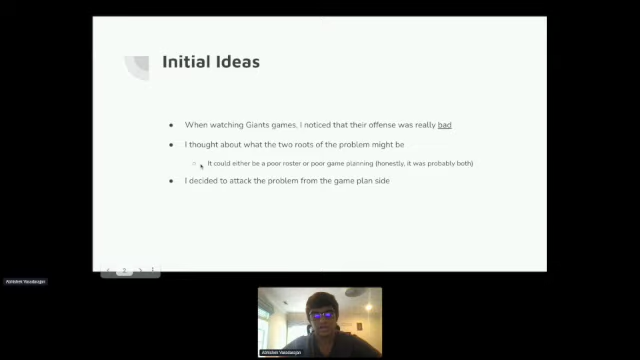 Initial Ideas
When watching Giants games, I noticed that their offense was really bad
I thought about what the two roots of the problem might be
It could either be a poor roster or poor game planning (honestly, it was probably both)
I decided to attack the problem from the game plan side
2